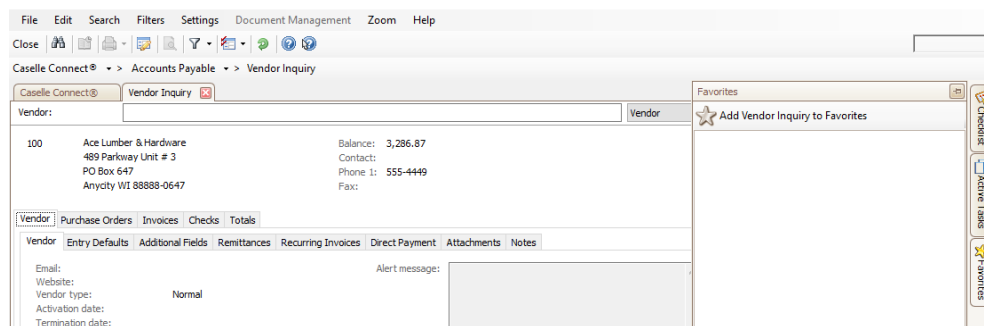 File Edit Search Filters Settings Document Management Zoom Help
Close
Caselle Connect® > Accounts Payable > Vendor Inquiry
Caselle Connect® Vendor Inquiry
Favorites
Vendor: Vendor
Add Vendor Inquiry to Favorites
100 Ace Lumber & Hardware Balance: 3,286.87
489 Parkway Unit # 3 Contact:
PO Box 647 Phone 1: 555-4449
Anycity WI 88888-0647 Fax:
Vendor Purchase Orders Invoices Checks Totals
Vendor Entry Defaults Additional Fields Remittances Recurring Invoices Direct Payment Attachments Notes
Email: Alert message:
Website:
Vendor type: Normal
Activation date:
Termination date:
Checklist
Active Tasks
Favorites